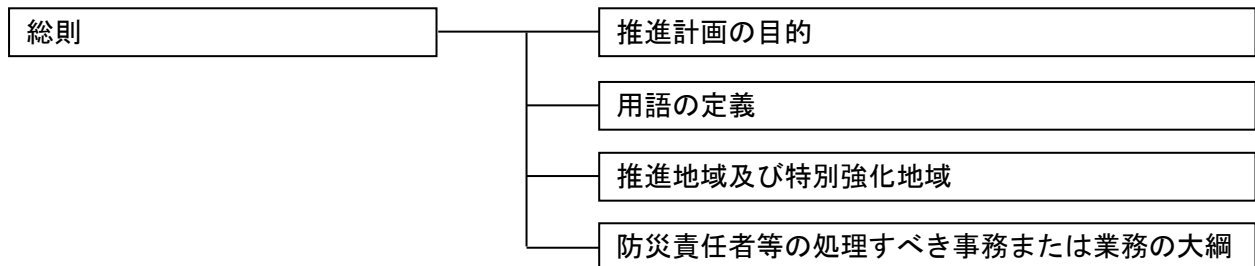 総則
推進計画の目的
用語の定義
推進地域及び特別強化地域
防災責任者等の処理すべき事務または業務の大綱